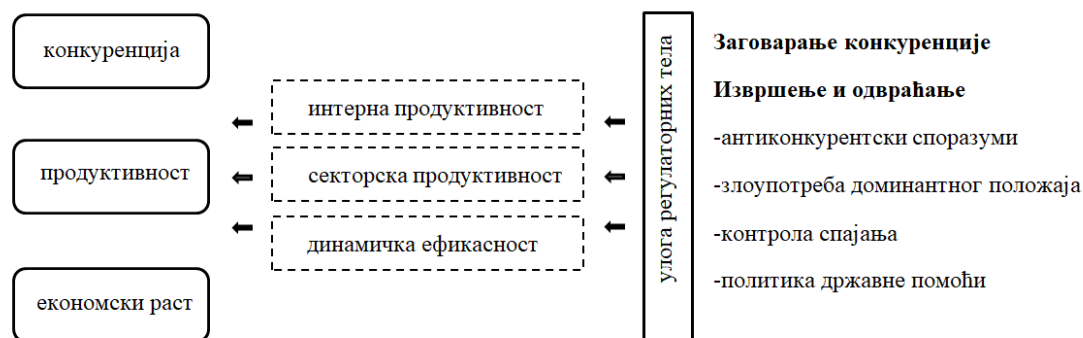 конкуренција
продуктивност
економски раст
интерна продуктивност
секторска продуктивност
динамичка ефикасност
улога регулаторних тела
Заговарање конкуренције
Извршење и одвраћање
-антиконкурентски споразуми
-злоупотреба доминантног положаја
-контрола спајања
-политика државне помоћи